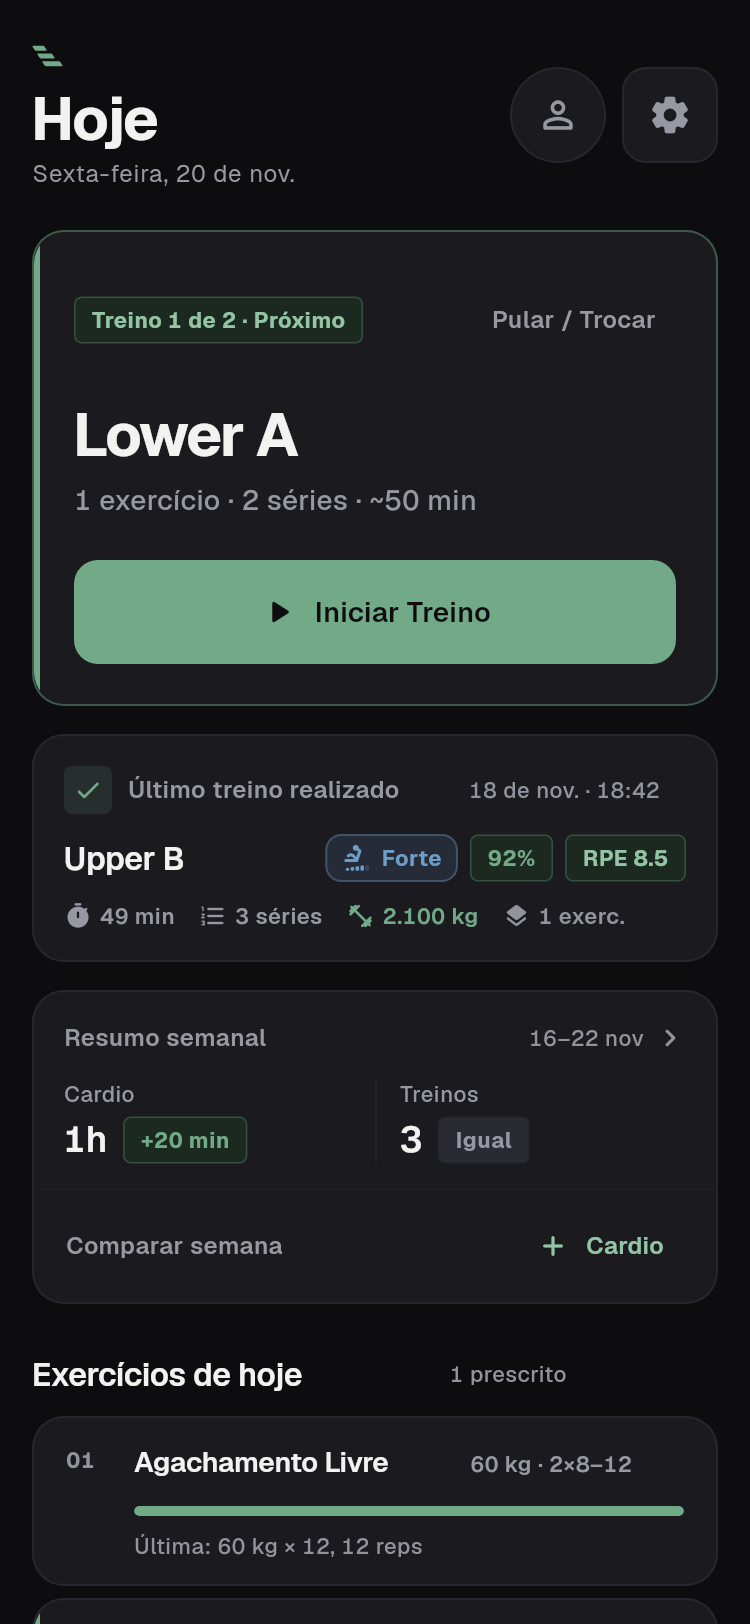 Hoje
Sexta-feira, 20 de nov.
Treino 1 de 2 · Próximo
Pular / Trocar
Lower A
1 exercício · 2 séries · ~50 min
Iniciar Treino
Último treino realizado
18 de nov. · 18:42
Upper B
Forte
92%
RPE 8.5
49 min
3 séries
2.100 kg
1 exerc.
Resumo semanal
16–22 nov
Cardio
1h
+20 min
Treinos
3
Igual
Comparar semana
Cardio
Exercícios de hoje
1 prescrito
01
Agachamento Livre
60 kg · 2×8–12
Última: 60 kg × 12, 12 reps